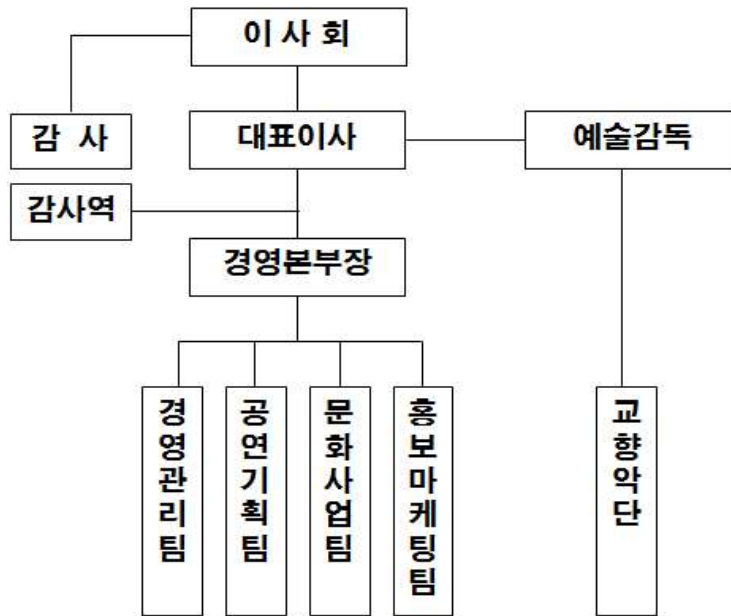 이 사 회
감 사
대표이사
예술감독
감사역
경영본부장
경영관리팀
공연기획팀
문화사업팀
홍보마케팅팀
교향악단